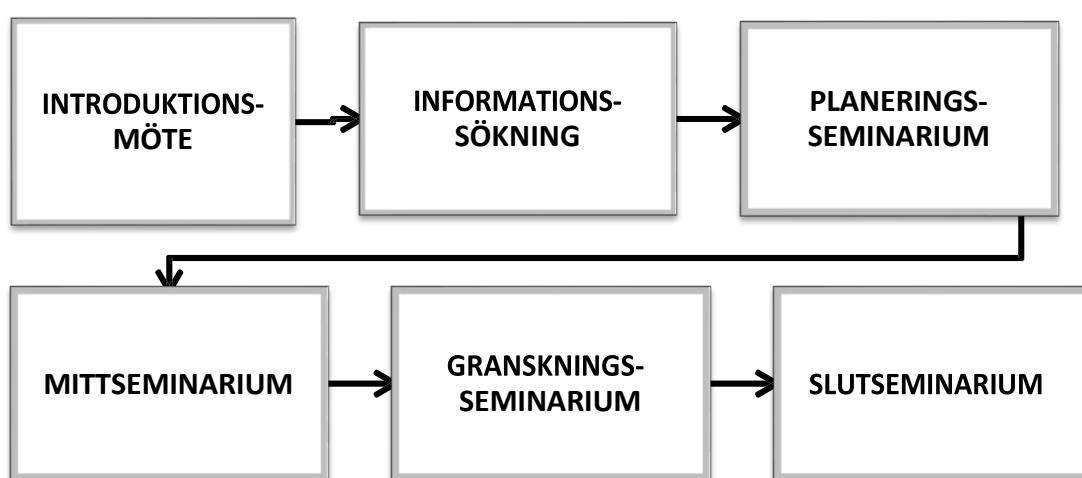 INTRODUKTIONS-
MÖTE
INFORMATIONS-
SÖKNING
PLANERINGS-
SEMINARIUM
MITTSEMINARIUM
GRANSKNINGS-
SEMINARIUM
SLUTSEMINARIUM